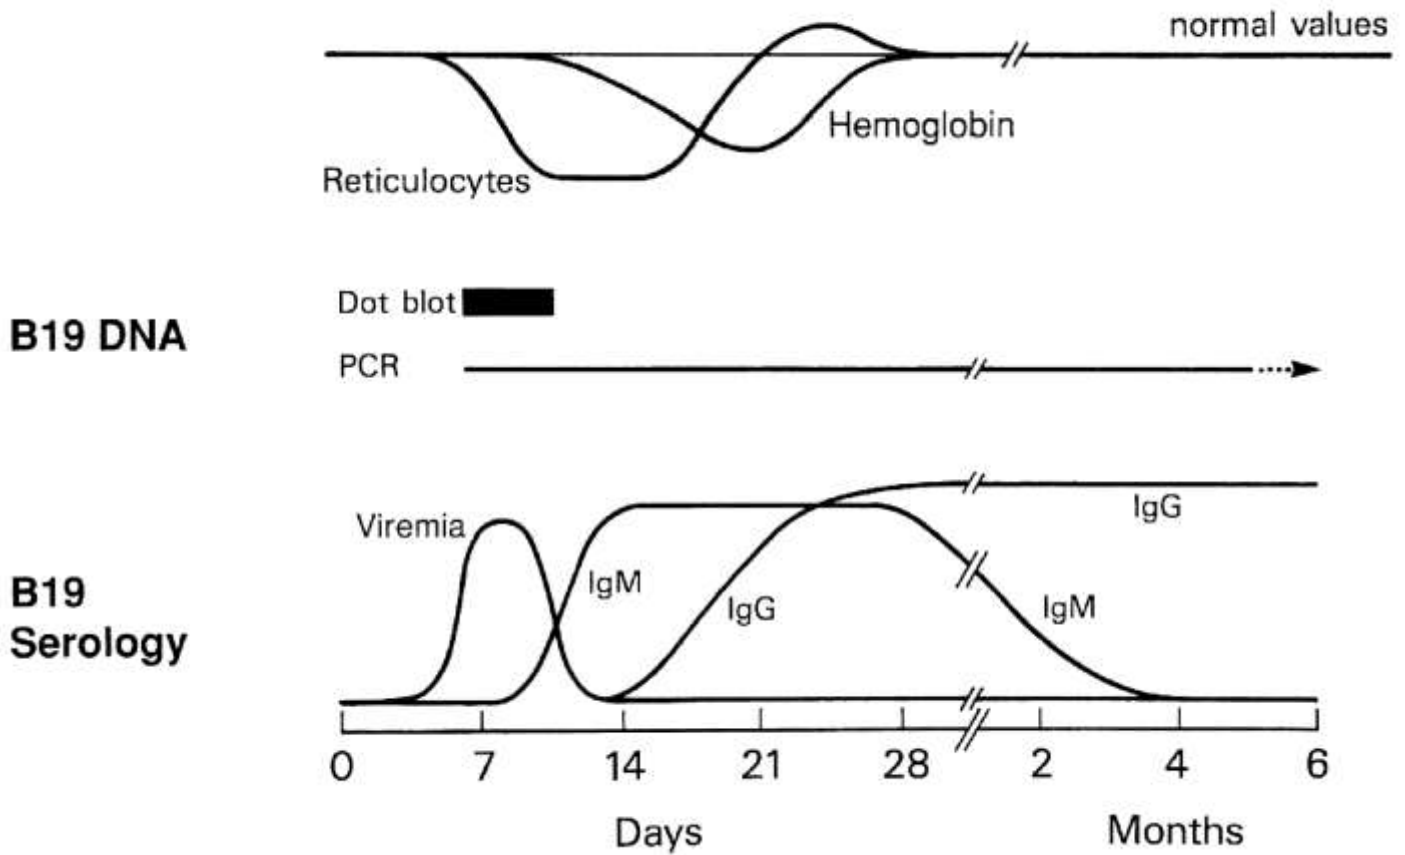 normal values
Hemoglobin
Reticulocytes
Dot blot
B19 DNA
PCR
Viremia
IgG
B19
Serology
IgM
IgG
IgM
0 7 14 21 28 2 4 6
Days Months